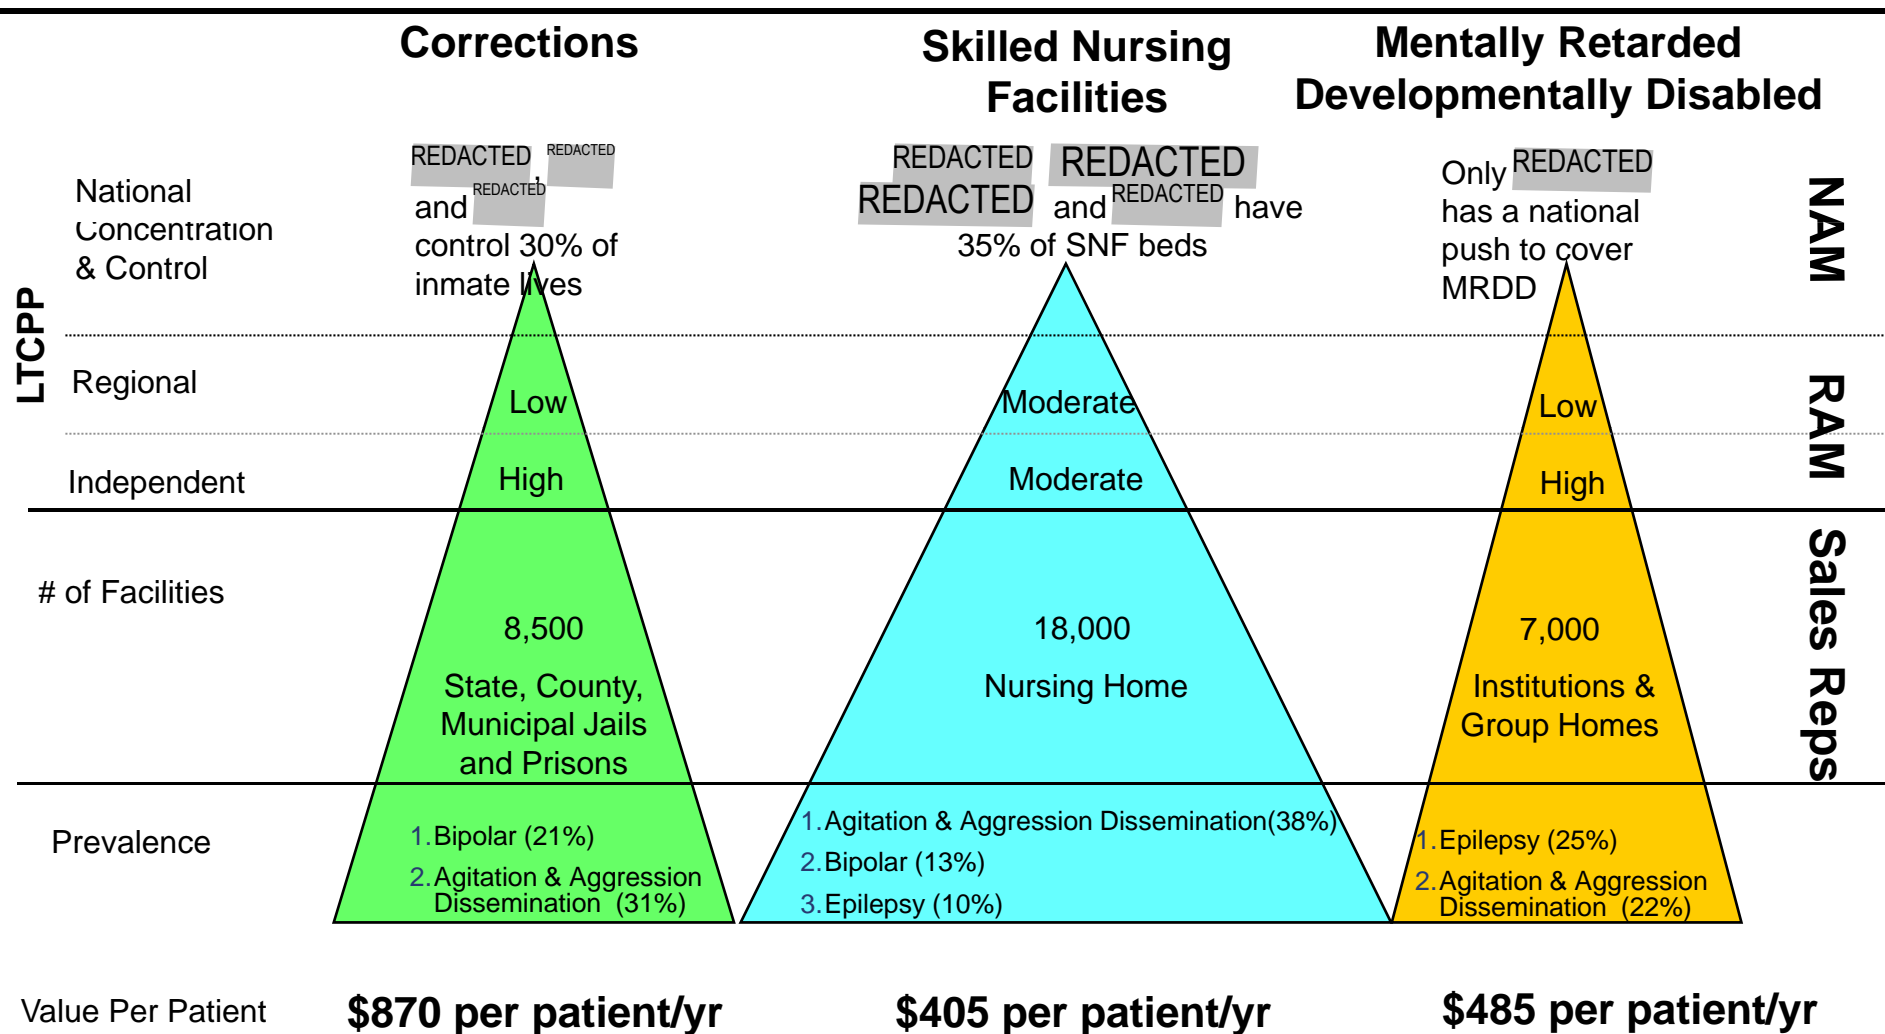 Corrections
Skilled Nursing
Facilities
Mentally Retarded
Developmentally Disabled
LTCPP
National
Concentration
& Control
REDACTED, REDACTED
and REDACTED
control 30% of
inmate lives
REDACTED REDACTED
REDACTED and REDACTED have
35% of SNF beds
Only REDACTED
has a national
push to cover
MRDD
NAM
Regional
Low
Moderate
Low
RAM
Independent
High
Moderate
High
# of Facilities
8,500
State, County,
Municipal Jails
and Prisons
18,000
Nursing Home
7,000
Institutions &
Group Homes
Sales Reps
Prevalence
1. Bipolar (21%)
2. Agitation & Aggression
Dissemination (31%)
1. Agitation & Aggression Dissemination(38%)
2. Bipolar (13%)
3. Epilepsy (10%)
1. Epilepsy (25%)
2. Agitation & Aggression
Dissemination (22%)
Value Per Patient
$870 per patient/yr
$405 per patient/yr
$485 per patient/yr